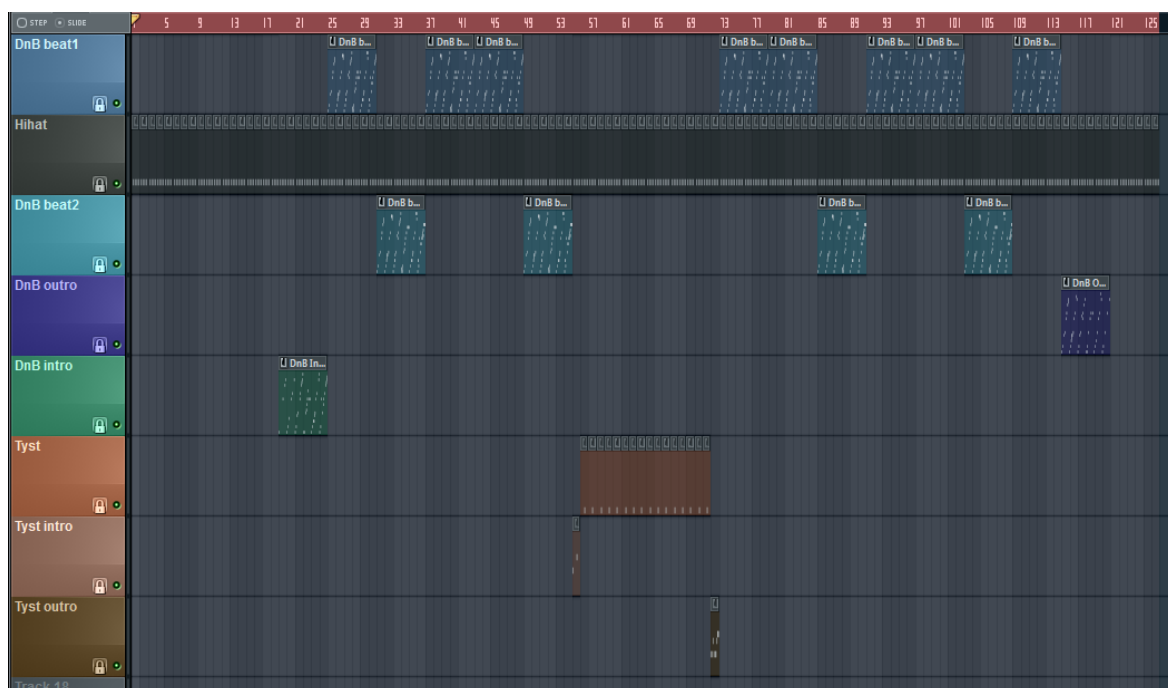 STEP SLIDE 5 9 13 17 21 25 29 33 37 41 45 49 53 57 61 65 69 73 77 81 85 89 93 97 101 105 109 113 117 121 125
DnB beat1 DnB b... DnB b... DnB b... DnB b... DnB b... DnB b... DnB b... DnB b...
Hihat
DnB beat2 DnB b... DnB b... DnB b... DnB b...
DnB outro DnB O...
DnB intro DnB In...
Tyst
Tyst intro
Tyst outro
Track 18